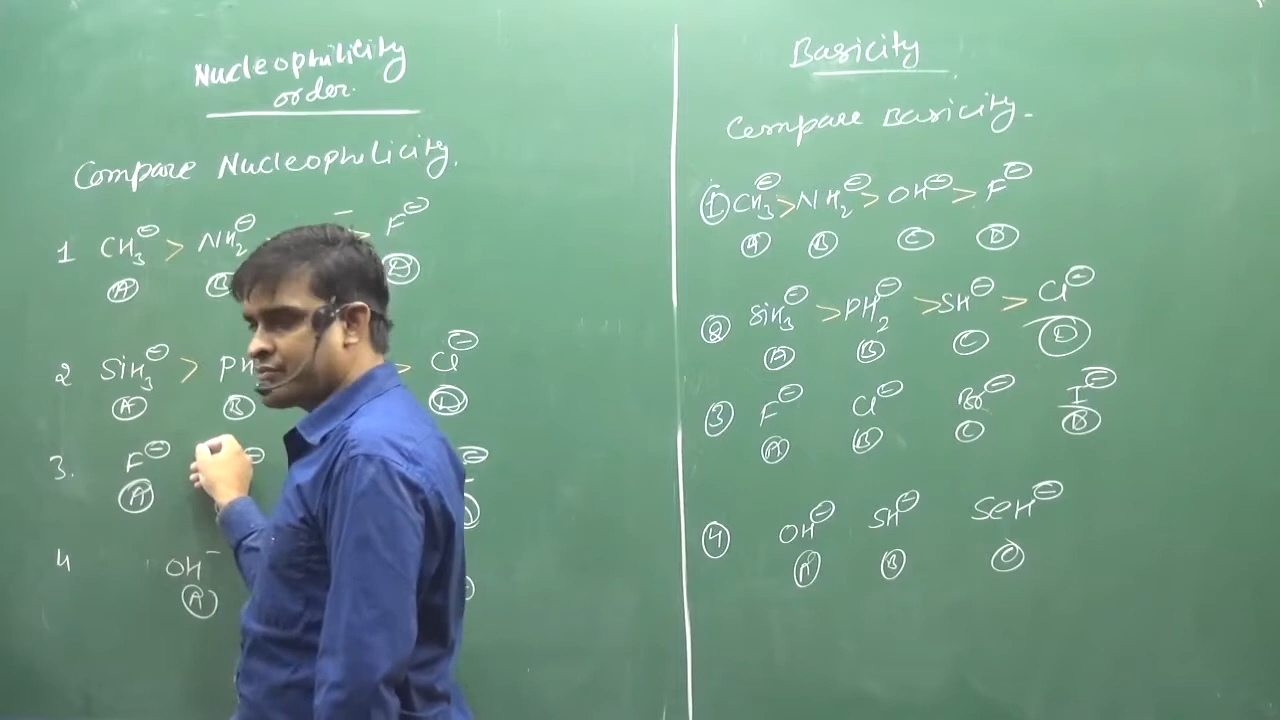 Nucleophilicity
order.
Compare Nucleophilicity.
1 CH₃⊖ > NH₂⊖ > F⊖
Ⓐ Ⓓ
2 SiH₃⊖ > PH > Cl⊖
Ⓐ Ⓑ Ⓓ
3. F⊖
Ⓐ
4 OH⁻
Ⓐ
Basicity
Compare Basicity.
① CH₃⊖ > NH₂⊖ > OH⊖ > F⊖
Ⓐ Ⓑ Ⓒ Ⓓ
② SiH₃⊖ > PH₂⊖ > SH⊖ > Cl⊖
Ⓐ Ⓑ Ⓒ Ⓓ
③ F⊖ Cl⊖ Br⊖ I⊖
Ⓐ Ⓑ Ⓒ Ⓓ
④ OH⊖ SH⊖ SeH⊖
Ⓐ Ⓑ Ⓒ